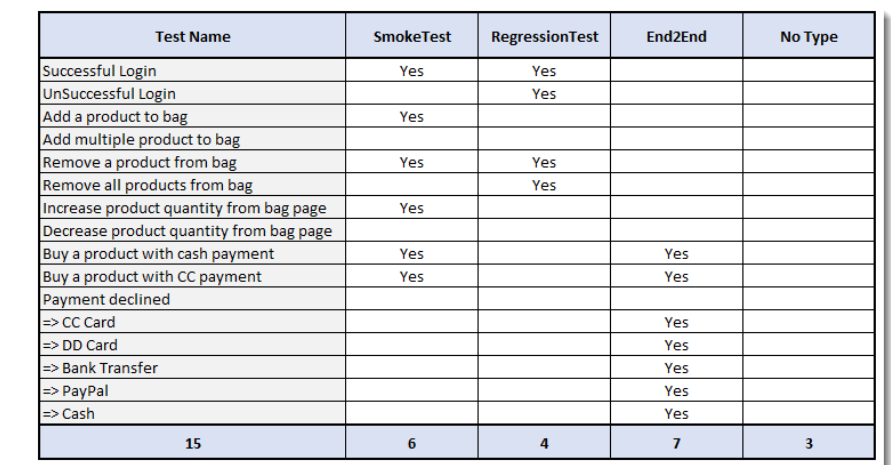 Test Name SmokeTest RegressionTest End2End No Type
Successful Login Yes Yes
UnSuccessful Login Yes
Add a product to bag Yes
Add multiple product to bag
Remove a product from bag Yes Yes
Remove all products from bag Yes
Increase product quantity from bag page Yes
Decrease product quantity from bag page
Buy a product with cash payment Yes Yes
Buy a product with CC payment Yes Yes
Payment declined
=> CC Card Yes
=> DD Card Yes
=> Bank Transfer Yes
=> PayPal Yes
=> Cash Yes
15 6 4 7 3